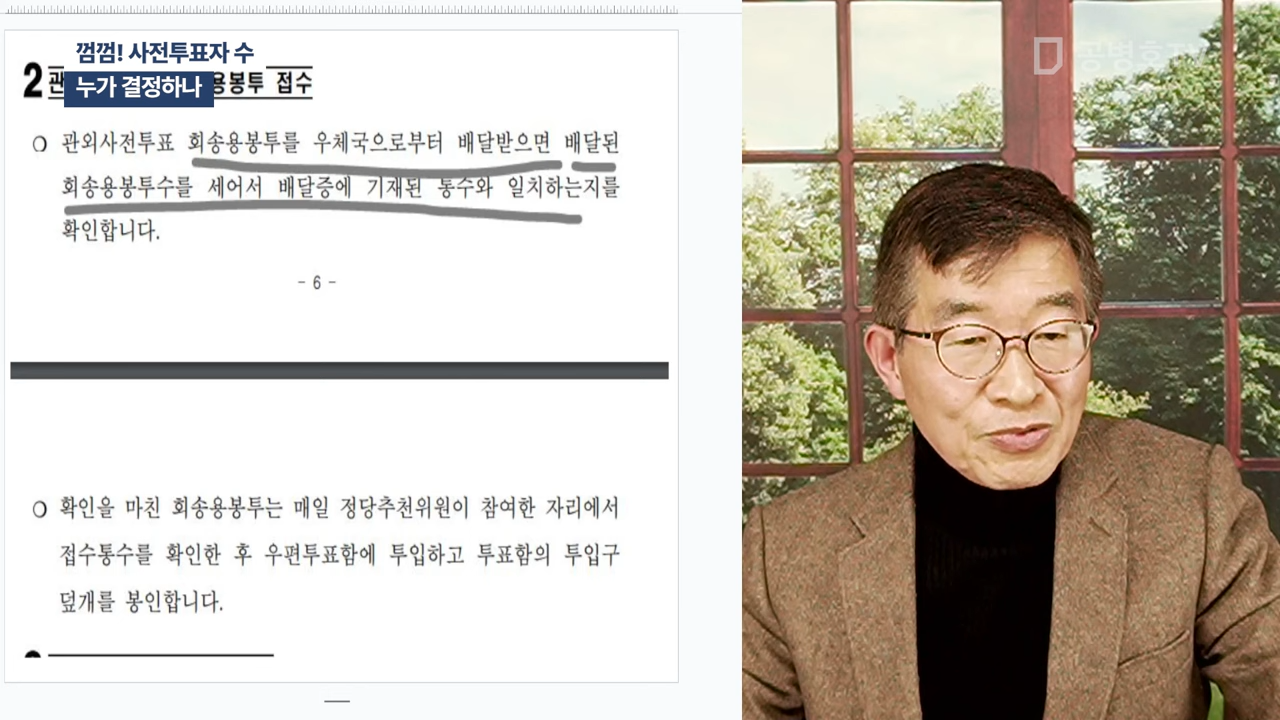 껌껌! 사전투표자 수
누가 결정하나
공병호
2 관 용봉투 접수
❍ 관외사전투표 회송용봉투를 우체국으로부터 배달받으면 배달된
회송용봉투수를 세어서 배달증에 기재된 통수와 일치하는지를
확인합니다.
- 6 -
❍ 확인을 마친 회송용봉투는 매일 정당추천위원이 참여한 자리에서
접수통수를 확인한 후 우편투표함에 투입하고 투표함의 투입구
덮개를 봉인합니다.